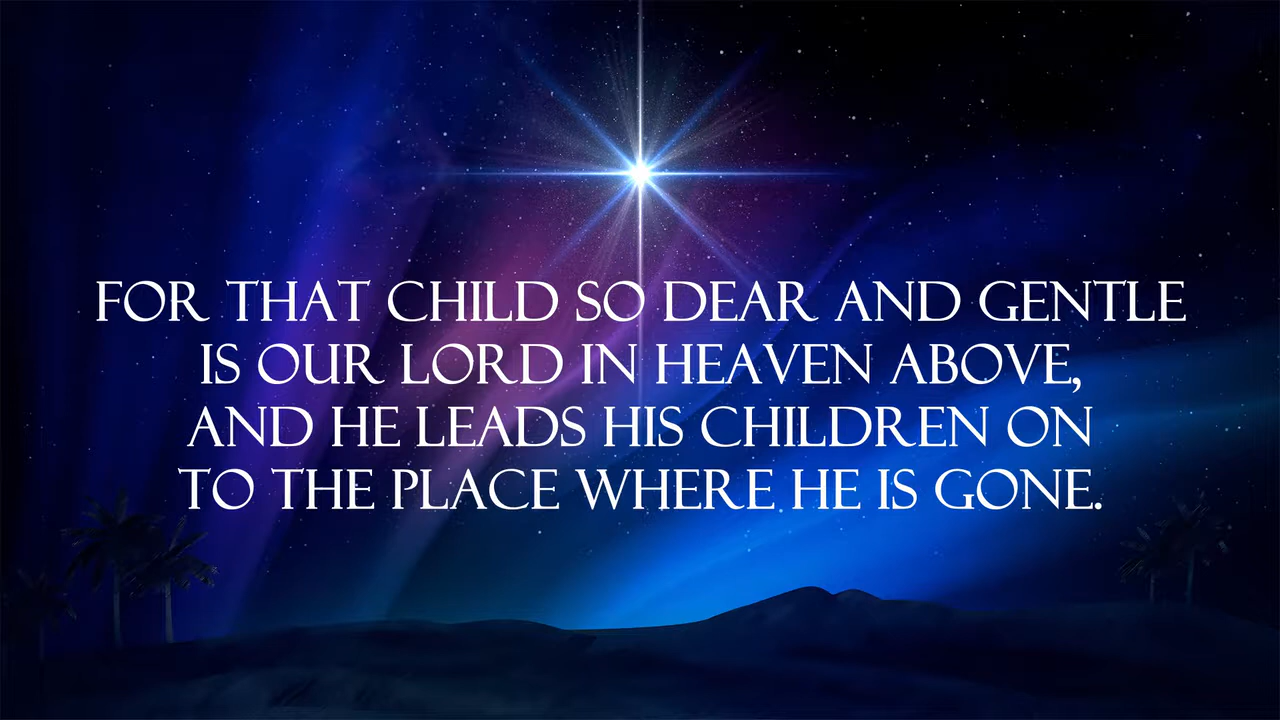 FOR THAT CHILD SO DEAR AND GENTLE
IS OUR LORD IN HEAVEN ABOVE,
AND HE LEADS HIS CHILDREN ON
TO THE PLACE WHERE HE IS GONE.